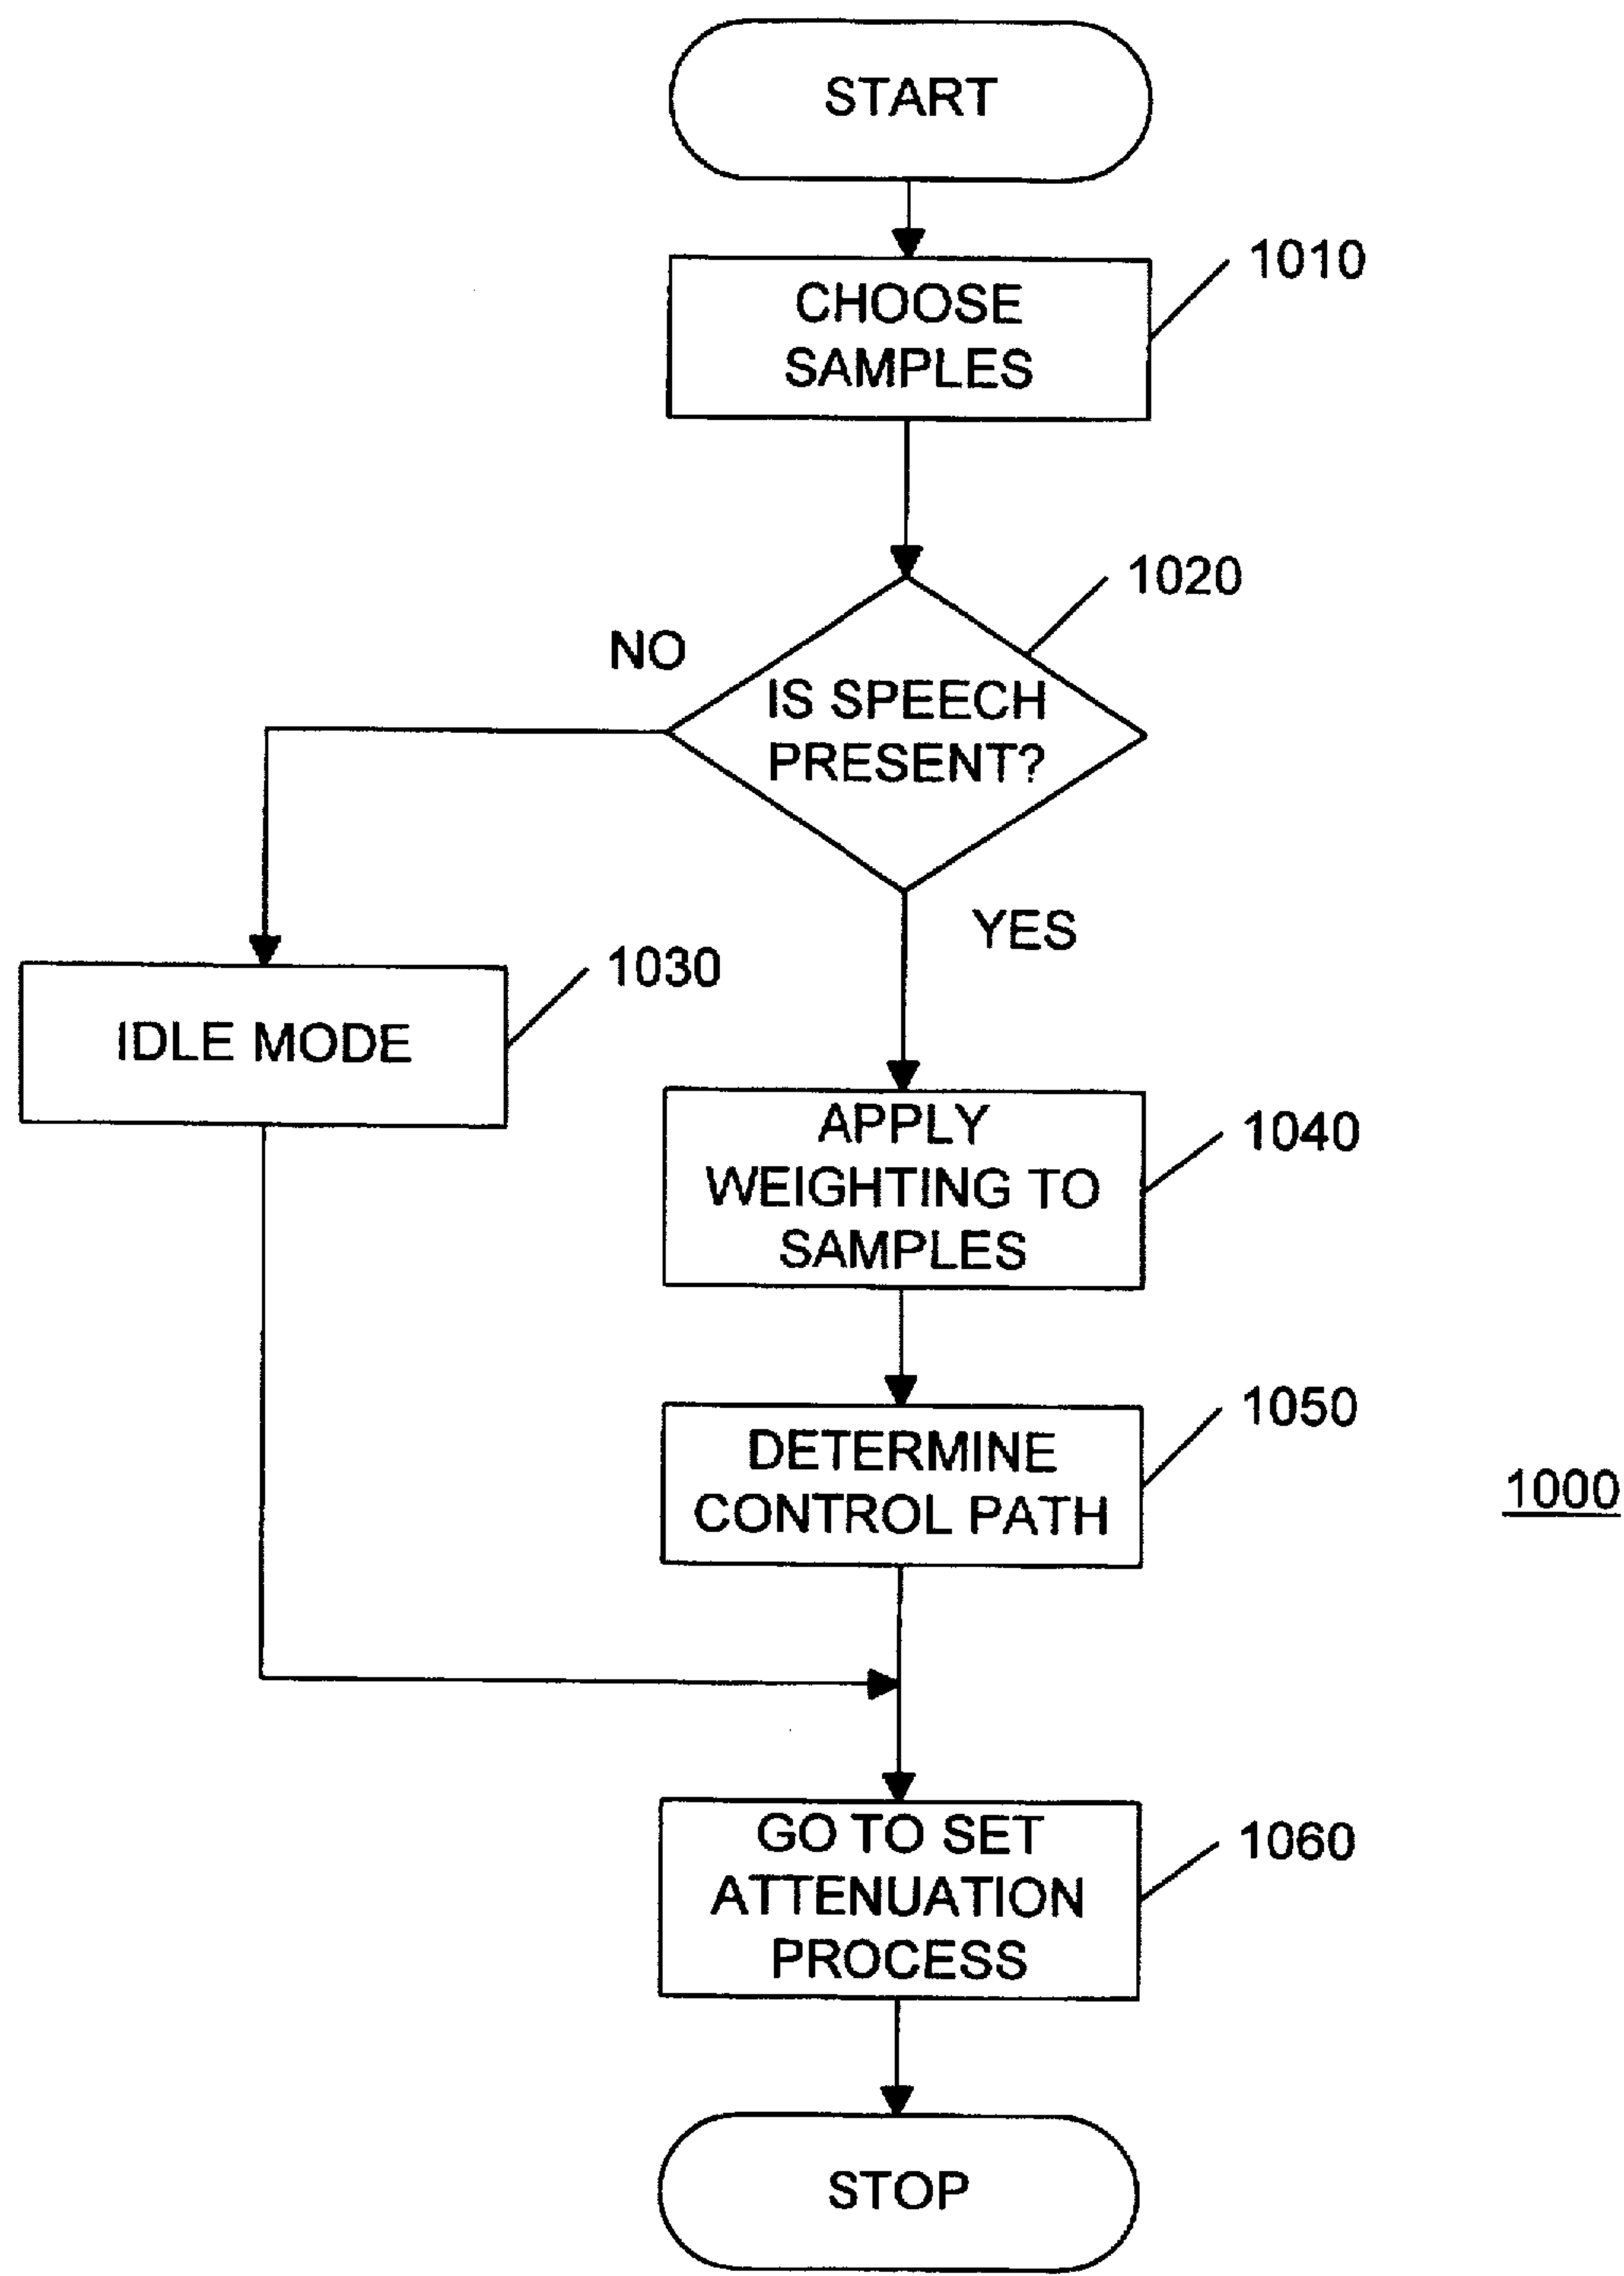 START
CHOOSE
SAMPLES
1010
IS SPEECH
PRESENT?
1020
NO
YES
IDLE MODE
1030
APPLY
WEIGHTING TO
SAMPLES
1040
DETERMINE
CONTROL PATH
1050
1000
GO TO SET
ATTENUATION
PROCESS
1060
STOP